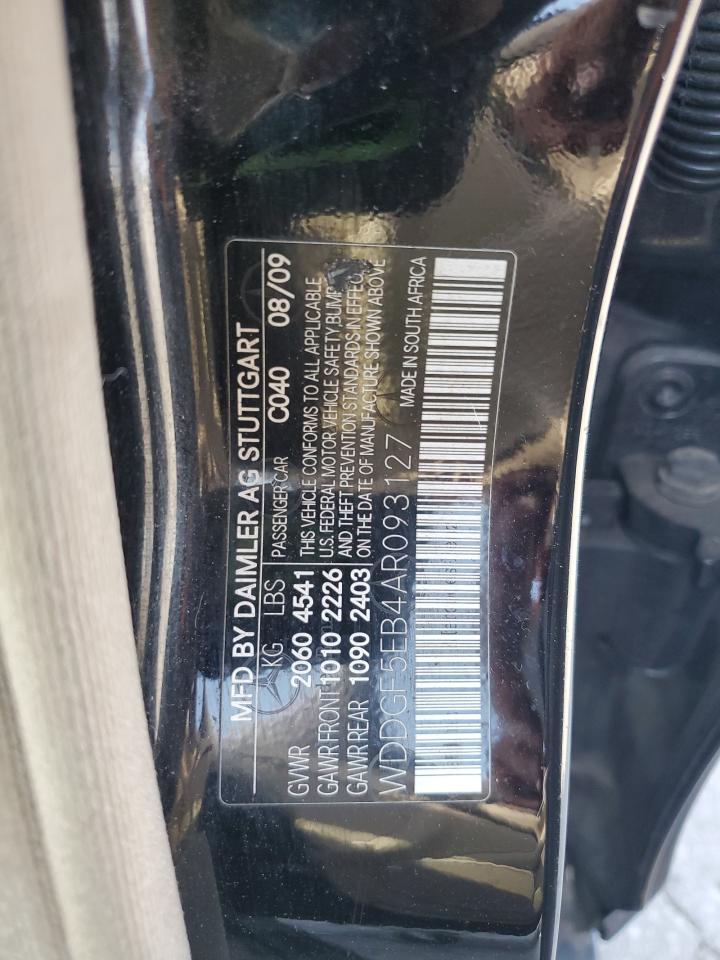 MFD BY DAIMLER AG STUTTGART
KG LBS PASSENGER CAR C040 08/09
GVWR 2060 4541 THIS VEHICLE CONFORMS TO ALL APPLICABLE
GAWR FRONT 1010 2226 U.S. FEDERAL MOTOR VEHICLE SAFETY, BUMP
GAWR REAR 1090 2403 AND THEFT PREVENTION STANDARDS IN EFFEC
ON THE DATE OF MANUFACTURE SHOWN ABOVE
WDDGF5EB4AR093127 MADE IN SOUTH AFRICA